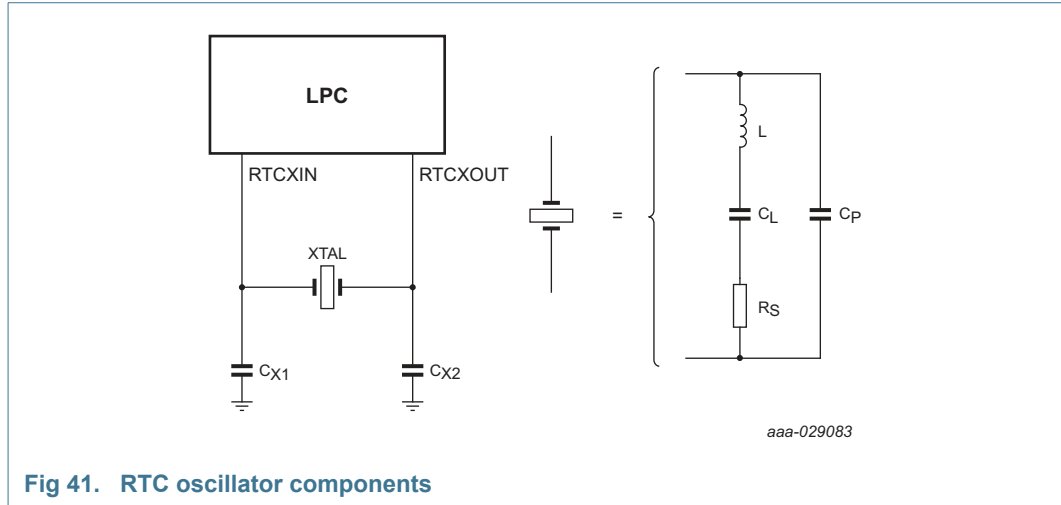 LPC
RTCXIN
RTCXOUT
XTAL
CX1
CX2
=
L
CL
CP
RS
aaa-029083
Fig 41. RTC oscillator components